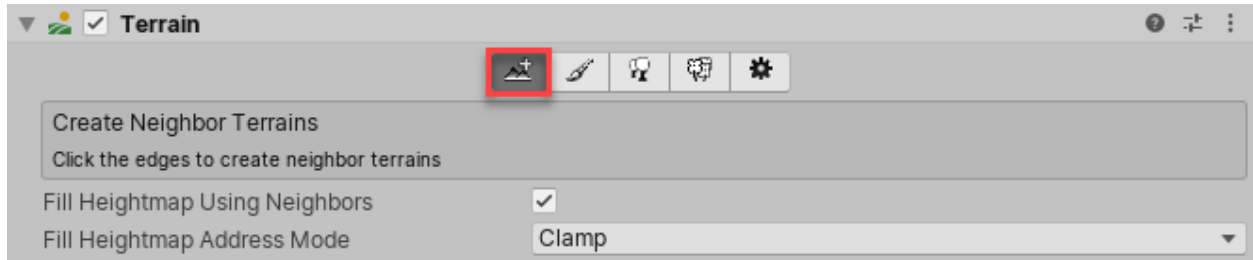 Terrain
Create Neighbor Terrains
Click the edges to create neighbor terrains
Fill Heightmap Using Neighbors
Fill Heightmap Address Mode Clamp